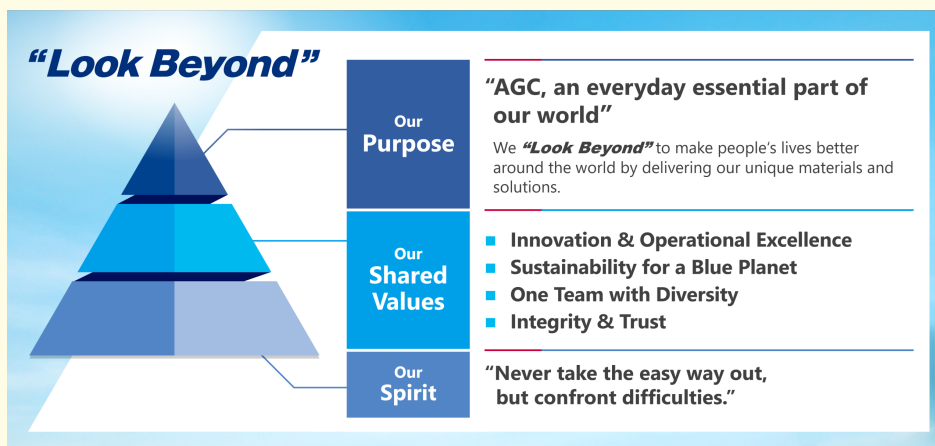 “Look Beyond”
Our
Purpose
“AGC, an everyday essential part of
our world”
We “Look Beyond” to make people’s lives better
around the world by delivering our unique materials and
solutions.
Our
Shared
Values
Innovation & Operational Excellence
Sustainability for a Blue Planet
One Team with Diversity
Integrity & Trust
Our
Spirit
“Never take the easy way out,
but confront difficulties.”